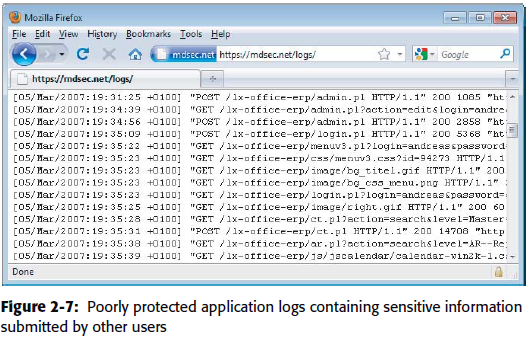 Mozilla Firefox
File Edit View History Bookmarks Tools Help
mdsec.net https://mdsec.net/logs/
Google
https://mdsec.net/logs/
[05/Mar/2007:19:31:25 +0100] "POST /lx-office-erp/admin.pl HTTP/1.1" 200 1085 "htt
[05/Mar/2007:19:34:39 +0100] "GET /lx-office-erp/admin.pl?action=edit&login=andrea
[05/Mar/2007:19:34:56 +0100] "POST /lx-office-erp/admin.pl HTTP/1.1" 200 2858 "htt
[05/Mar/2007:19:35:09 +0100] "POST /lx-office-erp/login.pl HTTP/1.1" 200 5368 "htt
[05/Mar/2007:19:35:22 +0100] "GET /lx-office-erp/menuv3.pl?login=andreas&password
[05/Mar/2007:19:35:23 +0100] "GET /lx-office-erp/css/menuv3.css?id=94273 HTTP/1.1
[05/Mar/2007:19:35:23 +0100] "GET /lx-office-erp/image/bg_titel.gif HTTP/1.1" 200
[05/Mar/2007:19:35:23 +0100] "GET /lx-office-erp/image/bg_css_menu.png HTTP/1.1"
[05/Mar/2007:19:35:23 +0100] "GET /lx-office-erp/login.pl?login=andreas&password=
[05/Mar/2007:19:35:25 +0100] "GET /lx-office-erp/image/right.gif HTTP/1.1" 200 60
[05/Mar/2007:19:35:28 +0100] "GET /lx-office-erp/ct.pl?action=search&level=Master-
[05/Mar/2007:19:35:31 +0100] "POST /lx-office-erp/ct.pl HTTP/1.1" 200 14708 "http
[05/Mar/2007:19:35:38 +0100] "GET /lx-office-erp/ar.pl?action=search&level=AR--Rep
[05/Mar/2007:19:35:39 +0100] "GET /lx-office-erp/js/jscalendar/calendar-win2k-1.c
Done
Figure 2-7: Poorly protected application logs containing sensitive information
submitted by other users